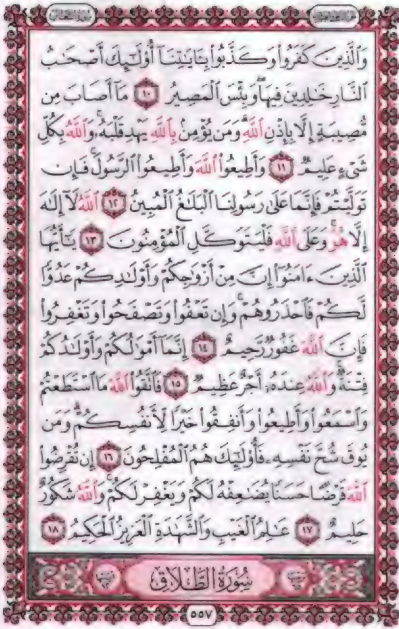 وَالَّذِينَ كَفَرُوا وَكَذَّبُوا بِآيَاتِنَا أُولَٰئِكَ أَصْحَابُ
النَّارِ خَالِدِينَ فِيهَا وَبِئْسَ الْمَصِيرُ ١٠ مَا أَصَابَ مِن
مُّصِيبَةٍ إِلَّا بِإِذْنِ اللَّهِ وَمَن يُؤْمِن بِاللَّهِ يَهْدِ قَلْبَهُ وَاللَّهُ بِكُلِّ
شَيْءٍ عَلِيمٌ ١١ وَأَطِيعُوا اللَّهَ وَأَطِيعُوا الرَّسُولَ فَإِن
تَوَلَّيْتُمْ فَإِنَّمَا عَلَىٰ رَسُولِنَا الْبَلَاغُ الْمُبِينُ ١٢ اللَّهُ لَا إِلَٰهَ
إِلَّا هُوَ وَعَلَى اللَّهِ فَلْيَتَوَكَّلِ الْمُؤْمِنُونَ ١٣ يَا أَيُّهَا
الَّذِينَ ءَامَنُوا إِنَّ مِنْ أَزْوَاجِكُمْ وَأَوْلَادِكُمْ عَدُوًّا
لَّكُمْ فَاحْذَرُوهُمْ وَإِن تَعْفُوا وَتَصْفَحُوا وَتَغْفِرُوا
فَإِنَّ اللَّهَ غَفُورٌ رَّحِيمٌ ١٤ إِنَّمَا أَمْوَالُكُمْ وَأَوْلَادُكُمْ
فِتْنَةٌ وَاللَّهُ عِندَهُ أَجْرٌ عَظِيمٌ ١٥ فَاتَّقُوا اللَّهَ مَا اسْتَطَعْتُمْ
وَاسْمَعُوا وَأَطِيعُوا وَأَنفِقُوا خَيْرًا لِّأَنفُسِكُمْ وَمَن
يُوقَ شُحَّ نَفْسِهِ فَأُولَٰئِكَ هُمُ الْمُفْلِحُونَ ١٦ إِن تُقْرِضُوا
اللَّهَ قَرْضًا حَسَنًا يُضَاعِفْهُ لَكُمْ وَيَغْفِرْ لَكُمْ وَاللَّهُ شَكُورٌ
حَلِيمٌ ١٧ عَالِمُ الْغَيْبِ وَالشَّهَادَةِ الْعَزِيزُ الْحَكِيمُ ١٨
سُورَةُ الطَّلَاقِ
٥٥٧